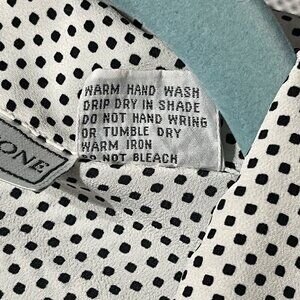 WARM HAND WASH
DRIP DRY IN SHADE
DO NOT HAND WRING
OR TUMBLE DRY
WARM IRON
DO NOT BLEACH
ONE